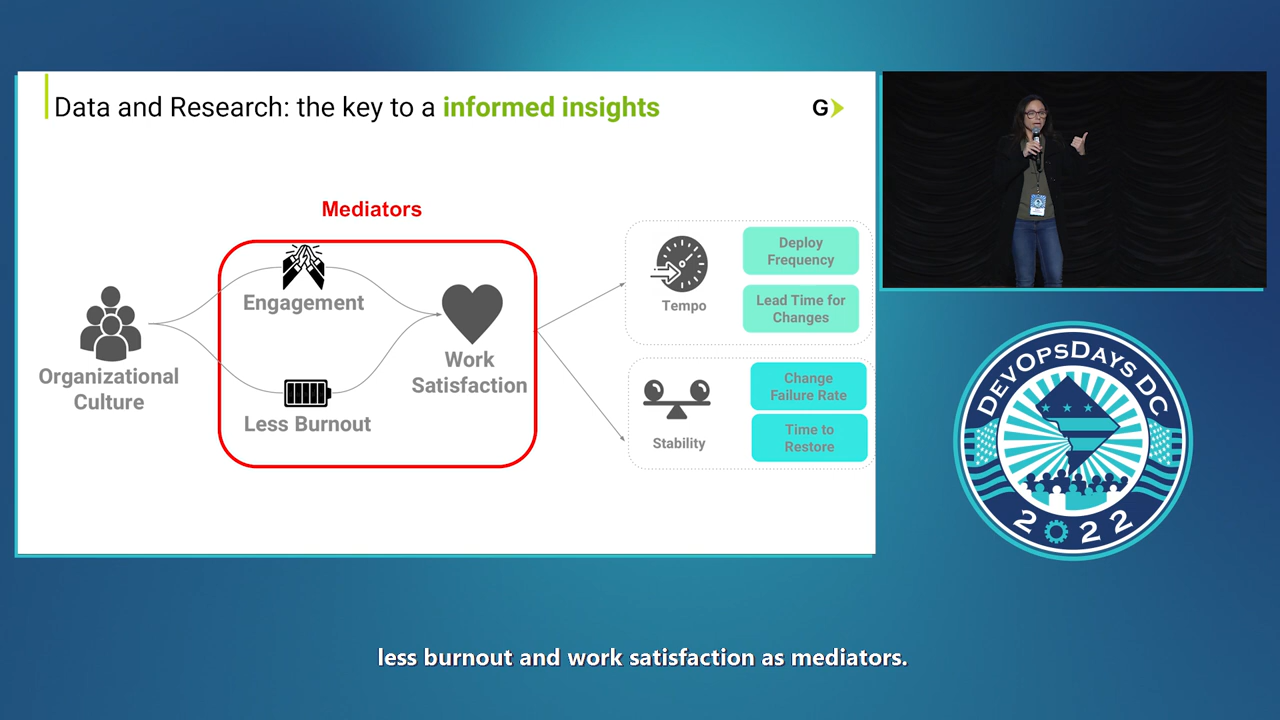 Data and Research: the key to a informed insights
G
Mediators
Engagement
Less Burnout
Organizational
Culture
Work
Satisfaction
Tempo
Deploy
Frequency
Lead Time for
Changes
Stability
Change
Failure Rate
Time to
Restore
DEVOPSDAYS DC
2022
less burnout and work satisfaction as mediators.